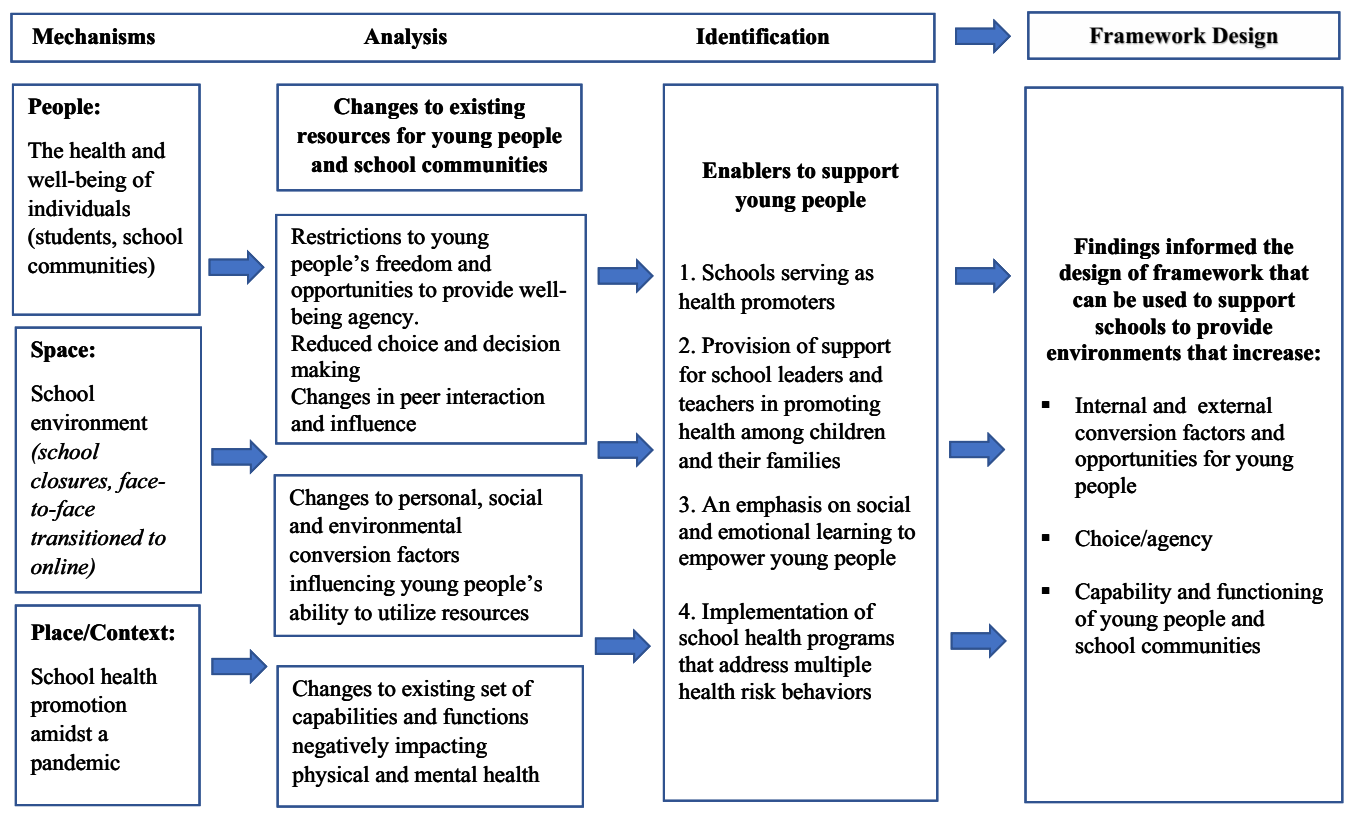 Mechanisms
Analysis
Identification
Framework Design
People:
The health and
well-being of
individuals
(students, school
communities)
Space:
School
environment
(school
closures, face-
to-face
transitioned to
online)
Place/Context:
School health
promotion
amidst a
pandemic
Changes to existing
resources for young people
and school communities
Restrictions to young
people’s freedom and
opportunities to provide well-
being agency.
Reduced choice and decision
making
Changes in peer interaction
and influence
Changes to personal, social
and environmental
conversion factors
influencing young people’s
ability to utilize resources
Changes to existing set of
capabilities and functions
negatively impacting
physical and mental health
Enablers to support
young people
1. Schools serving as
health promoters
2. Provision of support
for school leaders and
teachers in promoting
health among children
and their families
3. An emphasis on social
and emotional learning to
empower young people
4. Implementation of
school health programs
that address multiple
health risk behaviors
Findings informed the
design of framework that
can be used to support
schools to provide
environments that increase:
▪ Internal and external
conversion factors and
opportunities for young
people
▪ Choice/agency
▪ Capability and functioning
of young people and
school communities